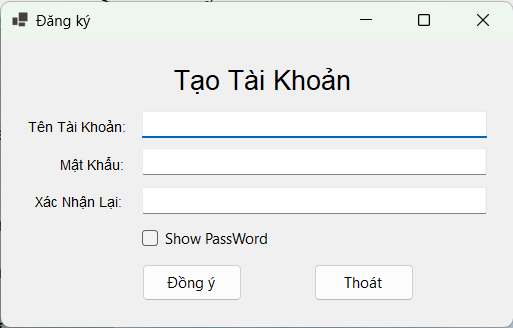 Đăng ký
Tạo Tài Khoản
Tên Tài Khoản:
Mật Khẩu:
Xác Nhận Lại:
Show PassWord
Đồng ý Thoát